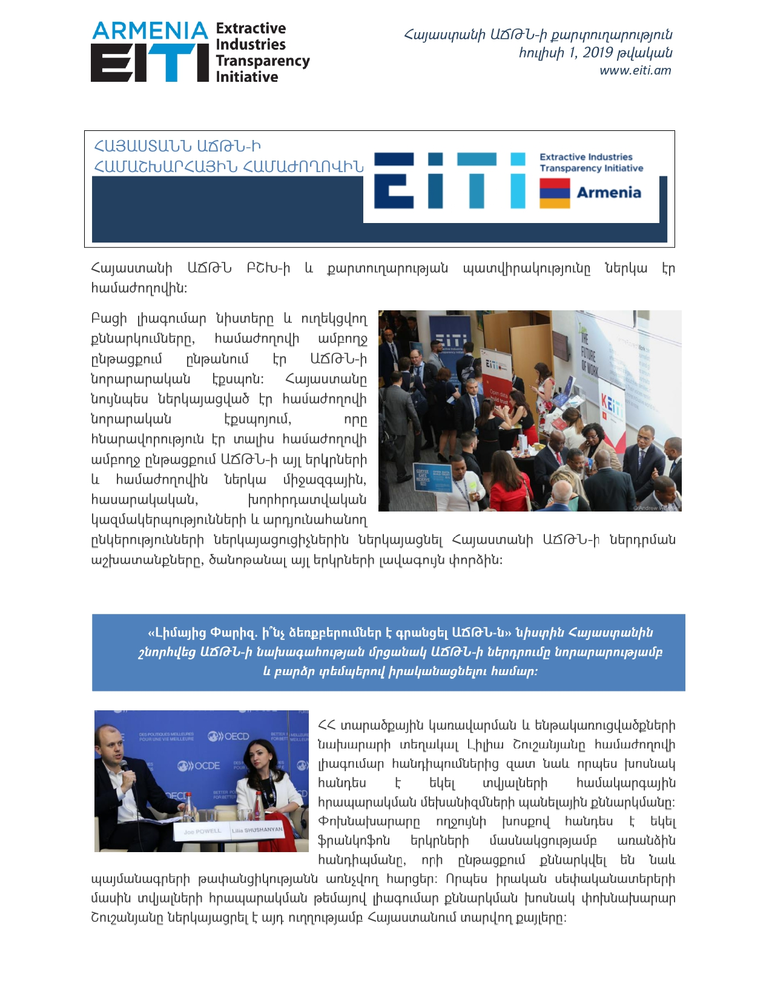 ARMENIA
EITI
Extractive
Industries
Transparency
Initiative
Հայաստանի ԱՃԹՆ-ի քարտուղարություն
հուլիսի 1, 2019 թվական
www.eiti.am
ՀԱՅԱՍՏԱՆՆ ԱՃԹՆ-Ի
ՀԱՄԱՇԽԱՐՀԱՅԻՆ ՀԱՄԱԺՈՂՈՎԻՆ
EITI
Extractive Industries
Transparency Initiative
Armenia
Հայաստանի ԱՃԹՆ ԲՇԽ-ի և քարտուղարության պատվիրակությունը ներկա էր
համաժողովին:
Բացի լիագումար նիստերը և ուղեկցվող
քննարկումները, համաժողովի ամբողջ
ընթացքում ընթանում էր ԱՃԹՆ-ի
նորարարական էքսպոն: Հայաստանը
նույնպես ներկայացված էր համաժողովի
նորարական էքսպոյում, որը
հնարավորություն էր տալիս համաժողովի
ամբողջ ընթացքում ԱՃԹՆ-ի այլ երկրների
և համաժողովին ներկա միջազգային,
հասարակական, խորհրդատվական
կազմակերպությունների և արդյունահանող
ընկերությունների ներկայացուցիչներին ներկայացնել Հայաստանի ԱՃԹՆ-ի ներդրման
աշխատանքները, ծանոթանալ այլ երկրների լավագույն փորձին:
EITI
THE
FUTURE
OF WORK
EITI
Open data
build trust
KEITI
COFFEE
«Լիմայից Փարիզ. ի՞նչ ձեռքբերումներ է գրանցել ԱՃԹՆ-ն» նիստին Հայաստանին
շնորհվեց ԱՃԹՆ-ի նախագահության մրցանակ ԱՃԹՆ-ի ներդրումը նորարարությամբ
և բարձր տեմպերով իրականացնելու համար:
DES POLITIQUES MEILLEURES
POUR UNE VIE MEILLEURE
OECD
OCDE
Joe POWELL
Lilia SHUSHANYAN
ՀՀ տարածքային կառավարման և ենթակառուցվածքների
նախարարի տեղակալ Լիլիա Շուշանյանը համաժողովի
լիագումար հանդիպումներից զատ նաև որպես խոսնակ
հանդես է եկել տվյալների համակարգային
հրապարակման մեխանիզմների պանելային քննարկմանը:
Փոխնախարարը ողջույնի խոսքով հանդես է եկել
ֆրանկոֆոն երկրների մասնակցությամբ առանձին
հանդիպմանը, որի ընթացքում քննարկվել են նաև
պայմանագրերի թափանցիկությանն առնչվող հարցեր: Որպես իրական սեփականատերերի
մասին տվյալների հրապարակման թեմայով լիագումար քննարկման խոսնակ փոխնախարար
Շուշանյանը ներկայացրել է այդ ուղղությամբ Հայաստանում տարվող քայլերը: